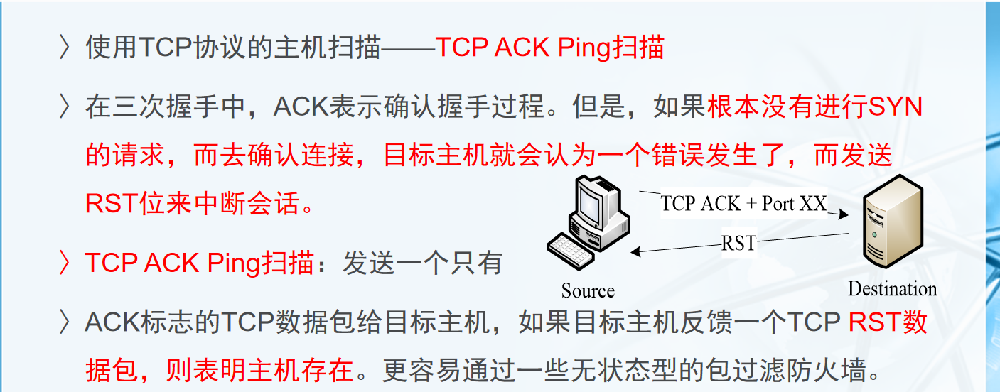 〉使用TCP协议的主机扫描——TCP ACK Ping扫描
〉在三次握手中，ACK表示确认握手过程。但是，如果根本没有进行SYN
的请求，而去确认连接，目标主机就会认为一个错误发生了，而发送
RST位来中断会话。
TCP ACK + Port XX
RST
Source
Destination
〉TCP ACK Ping扫描：发送一个只有
〉ACK标志的TCP数据包给目标主机，如果目标主机反馈一个TCP RST数
据包，则表明主机存在。更容易通过一些无状态型的包过滤防火墙。